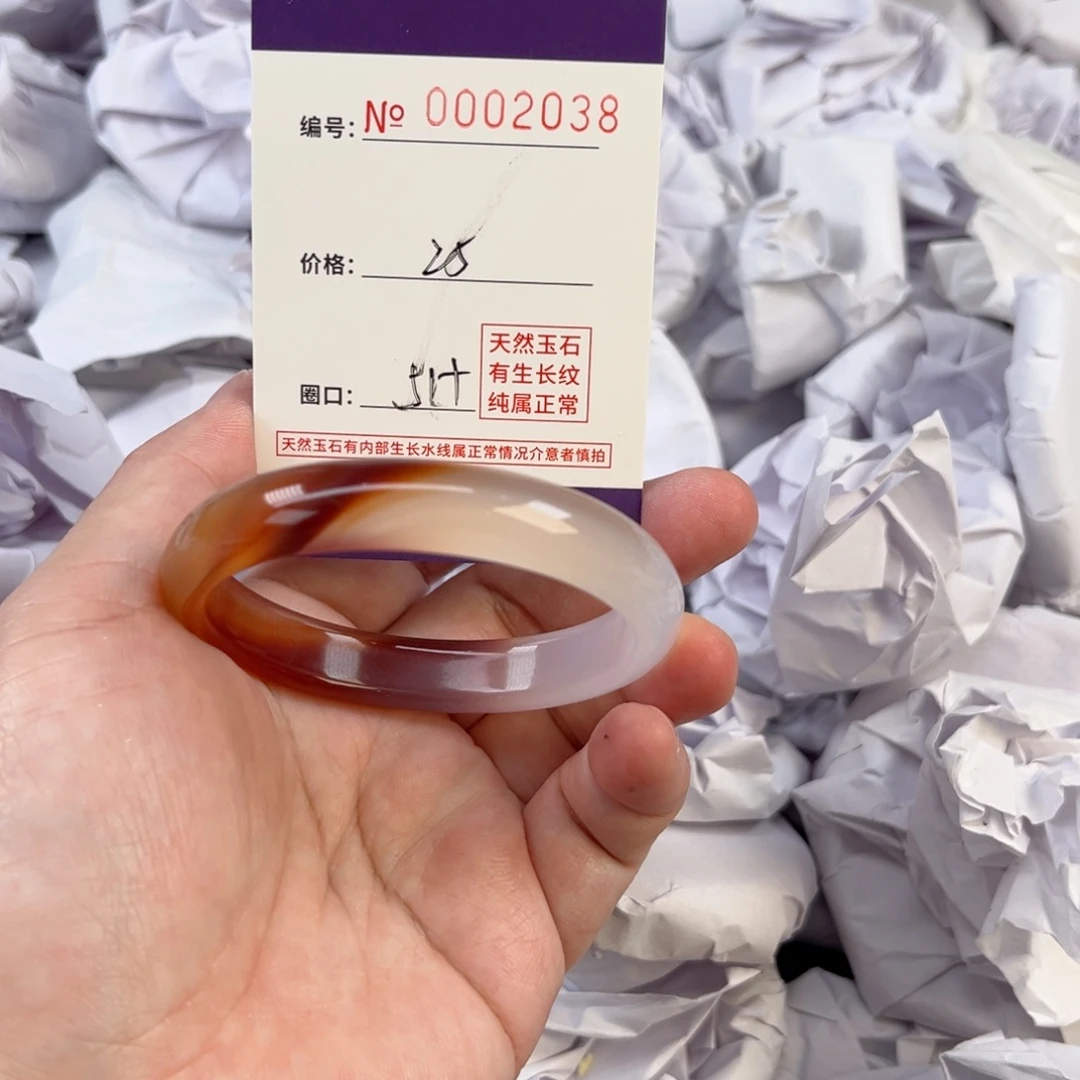 编号: № 0002038
价格: 28
圈口:
天然玉石
有生长纹
纯属正常
天然玉石有内部生长水线属正常情况介意者慎拍